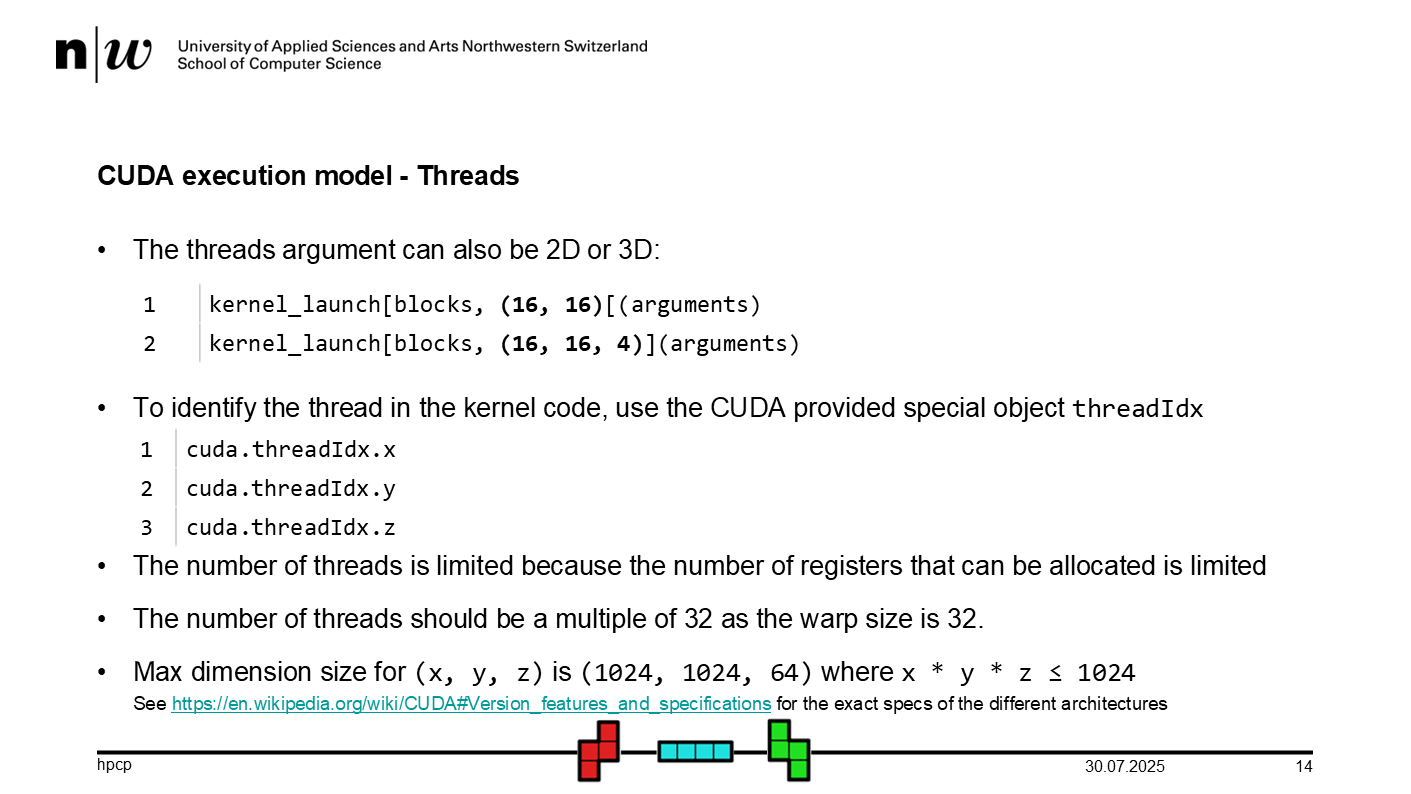 n|w University of Applied Sciences and Arts Northwestern Switzerland
School of Computer Science
CUDA execution model - Threads
• The threads argument can also be 2D or 3D:
1 kernel_launch[blocks, (16, 16)[(arguments)
2 kernel_launch[blocks, (16, 16, 4)](arguments)
• To identify the thread in the kernel code, use the CUDA provided special object threadIdx
1 cuda.threadIdx.x
2 cuda.threadIdx.y
3 cuda.threadIdx.z
• The number of threads is limited because the number of registers that can be allocated is limited
• The number of threads should be a multiple of 32 as the warp size is 32.
• Max dimension size for (x, y, z) is (1024, 1024, 64) where x * y * z ≤ 1024
See https://en.wikipedia.org/wiki/CUDA#Version_features_and_specifications for the exact specs of the different architectures
hpcp 30.07.2025 14